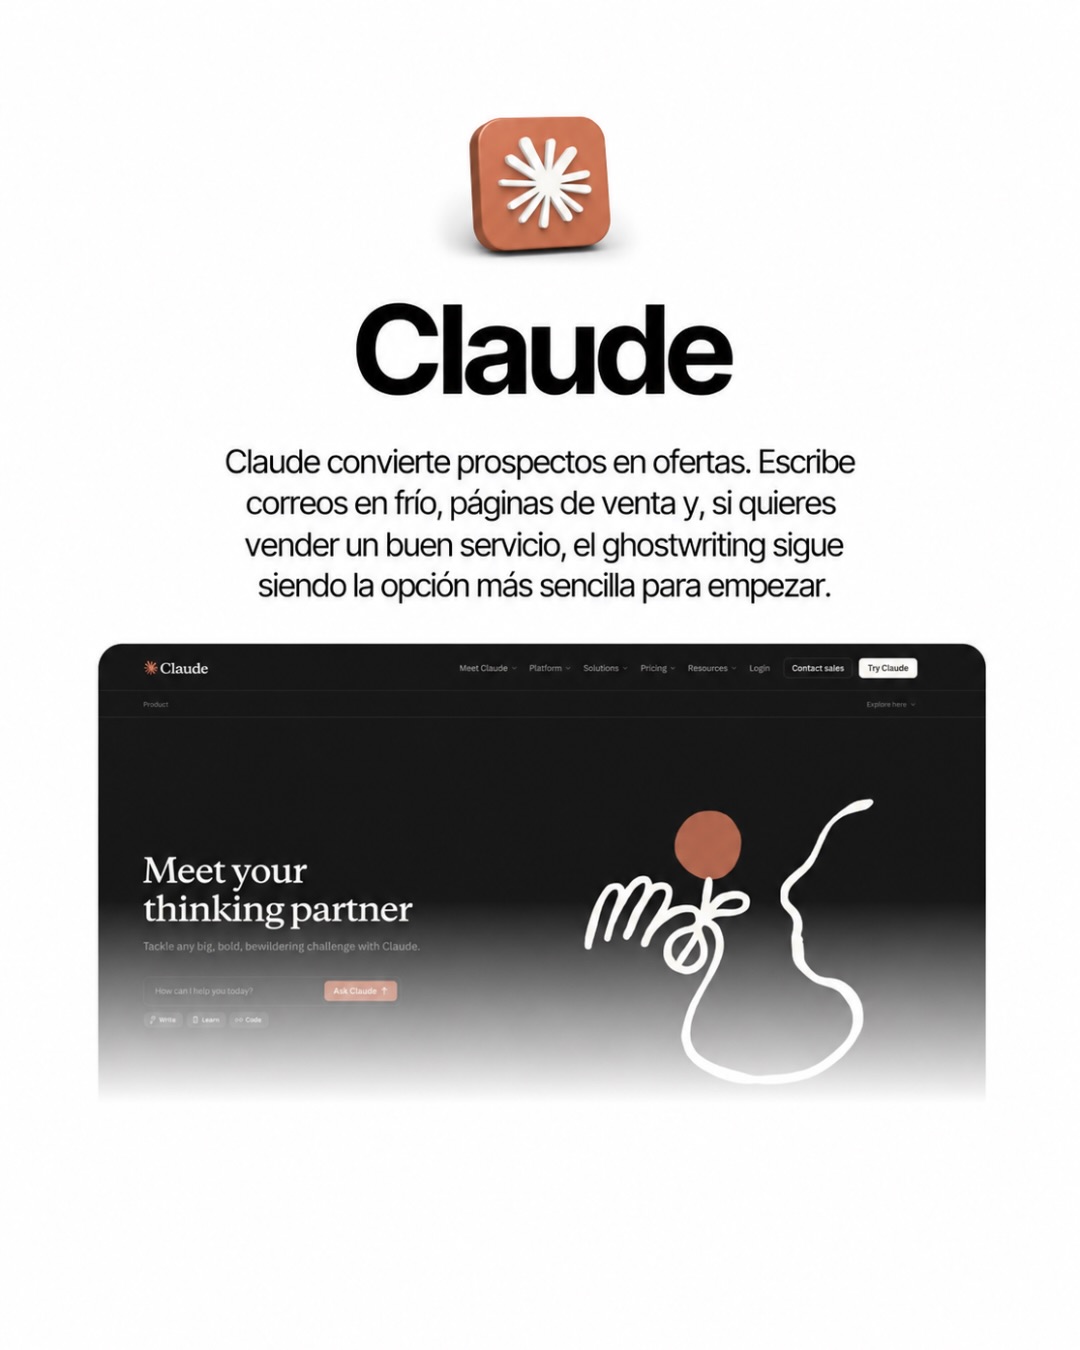 Claude
Claude convierte prospectos en ofertas. Escribe
correos en frío, páginas de venta y, si quieres
vender un buen servicio, el ghostwriting sigue
siendo la opción más sencilla para empezar.
Claude
Meet Claude Platform Solutions Pricing Resources Login Contact sales Try Claude
Product
Explore here
Meet your
thinking partner
Tackle any big, bold, bewildering challenge with Claude.
How can I help you today?
Ask Claude
Write Learn Code